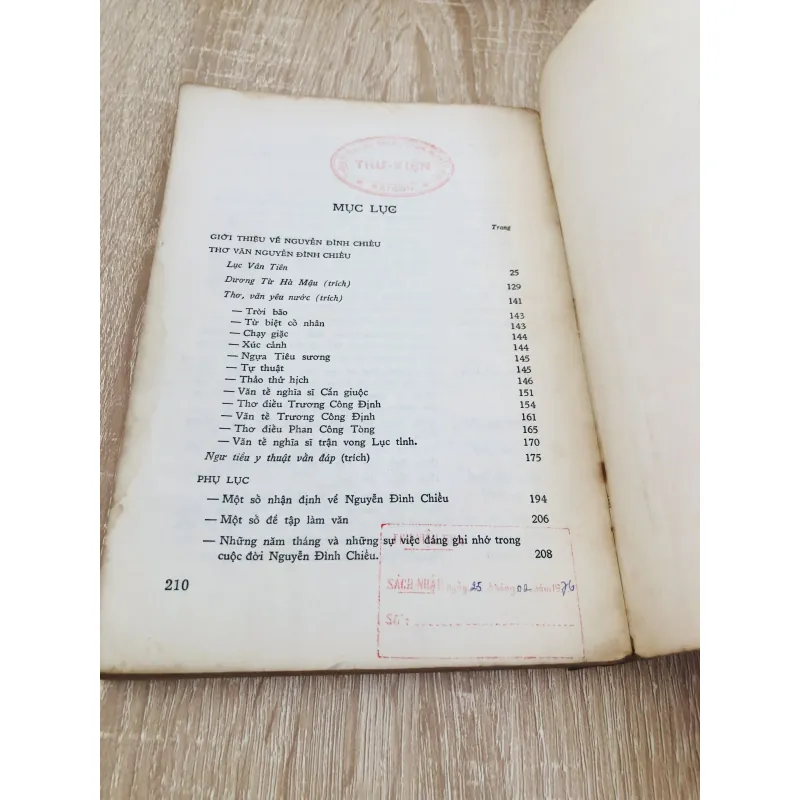 THƯ-VIỆN
MỤC LỤC
Trang
GIỚI THIỆU VỀ NGUYỄN ĐÌNH CHIỂU
THƠ VĂN NGUYỄN ĐÌNH CHIỂU
Lục Vân Tiên 25
Dương Từ Hà Mậu (trích) 129
Thơ, văn yêu nước (trích) 141
— Trời bão 143
— Từ biệt cố nhân 143
— Chạy giặc 144
— Xúc cảnh 144
— Ngựa Tiêu sương 145
— Tự thuật 145
— Thảo thử hịch 146
— Văn tế nghĩa sĩ Cần giuộc 151
— Thơ điếu Trương Công Định 154
— Văn tế Trương Công Định 161
— Thơ điếu Phan Công Tòng 165
— Văn tế nghĩa sĩ trận vong Lục tỉnh. 170
Ngư tiều y thuật vấn đáp (trích) 175
PHỤ LỤC
— Một số nhận định về Nguyễn Đình Chiểu 194
— Một số đề tập làm văn 206
— Những năm tháng và những sự việc đáng ghi nhớ trong
cuộc đời Nguyễn Đình Chiểu. 208
210
SÁCH NHẬP ngày 25 tháng 02 năm 1976
SỐ :